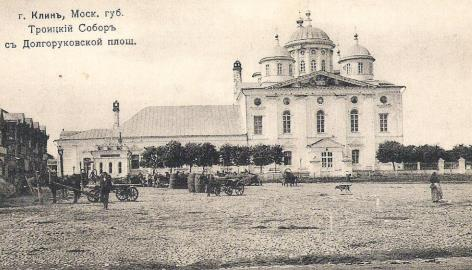 г. Клинъ, Моск. губ.
Троицкій Соборъ
съ Долгоруковской площ.